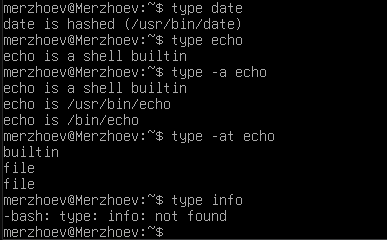 merzhoev@Merzhoev:~$ type date
date is hashed (/usr/bin/date)
merzhoev@Merzhoev:~$ type echo
echo is a shell builtin
merzhoev@Merzhoev:~$ type -a echo
echo is a shell builtin
echo is /usr/bin/echo
echo is /bin/echo
merzhoev@Merzhoev:~$ type -at echo
builtin
file
file
merzhoev@Merzhoev:~$ type info
-bash: type: info: not found
merzhoev@Merzhoev:~$